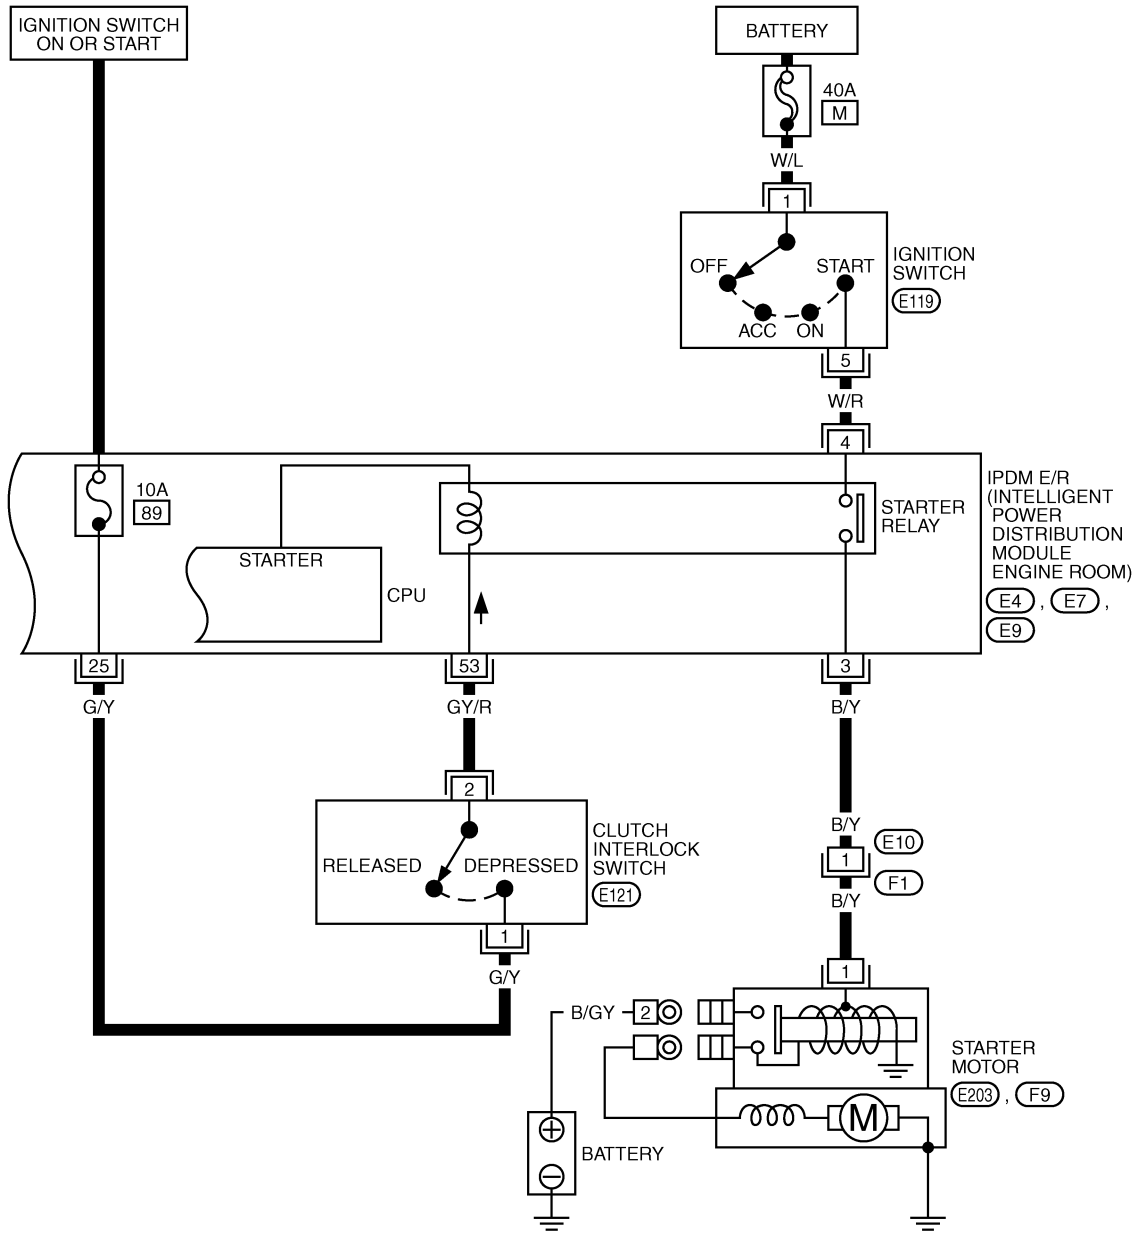 IGNITION SWITCH
ON OR START
BATTERY
40A
M
W/L
1
OFF
START
ACC
ON
IGNITION
SWITCH
E119
5
W/R
4
10A
89
STARTER
CPU
STARTER
RELAY
IPDM E/R
(INTELLIGENT
POWER
DISTRIBUTION
MODULE
ENGINE ROOM)
E4 , E7 ,
E9
25
53
3
G/Y
GY/R
B/Y
2
RELEASED
DEPRESSED
CLUTCH
INTERLOCK
SWITCH
E121
1
G/Y
B/Y
E10
1
F1
B/Y
1
B/GY
2
STARTER
MOTOR
E203 , F9
M
+
BATTERY
−